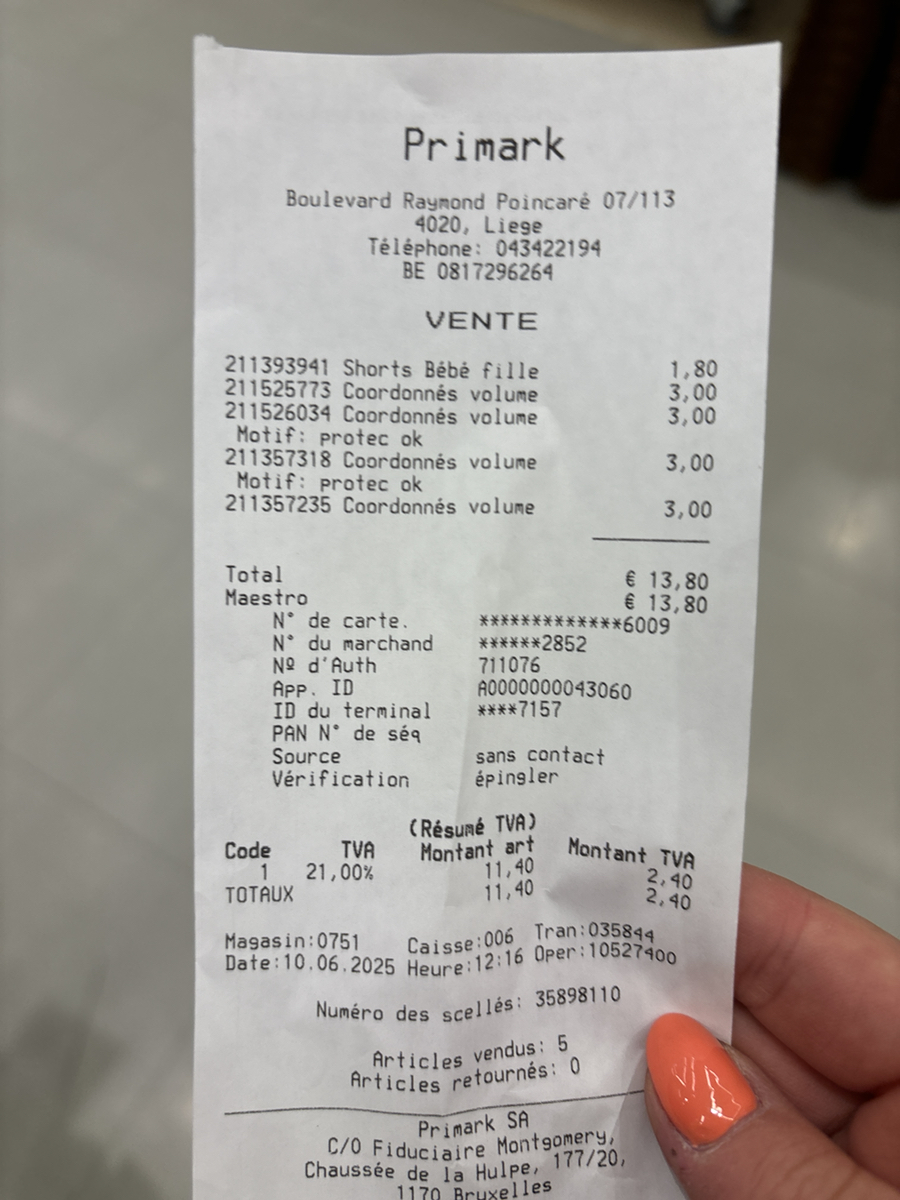 Primark
Boulevard Raymond Poincaré 07/113
4020, Liege
Téléphone: 043422194
BE 0817296264
VENTE
211393941 Shorts Bébé fille 1,80
211525773 Coordonnés volume 3,00
211526034 Coordonnés volume 3,00
Motif: protec ok
211357318 Coordonnés volume 3,00
Motif: protec ok
211357235 Coordonnés volume 3,00
Total € 13,80
Maestro € 13,80
N° de carte. *************6009
N° du marchand ******2852
Nº d'Auth 711076
App. ID A0000000043060
ID du terminal ****7157
PAN N° de séq
Source sans contact
Vérification épingler
(Résumé TVA)
Code TVA Montant art Montant TVA
1 21,00% 11,40 2,40
TOTAUX 11,40 2,40
Magasin:0751 Caisse:006 Tran:035844
Date:10.06.2025 Heure:12:16 Oper:10527400
Numéro des scellés: 35898110
Articles vendus: 5
Articles retournés: 0
Primark SA
C/O Fiduciaire Montgomery,
Chaussée de la Hulpe, 177/20,
1170 Bruxelles